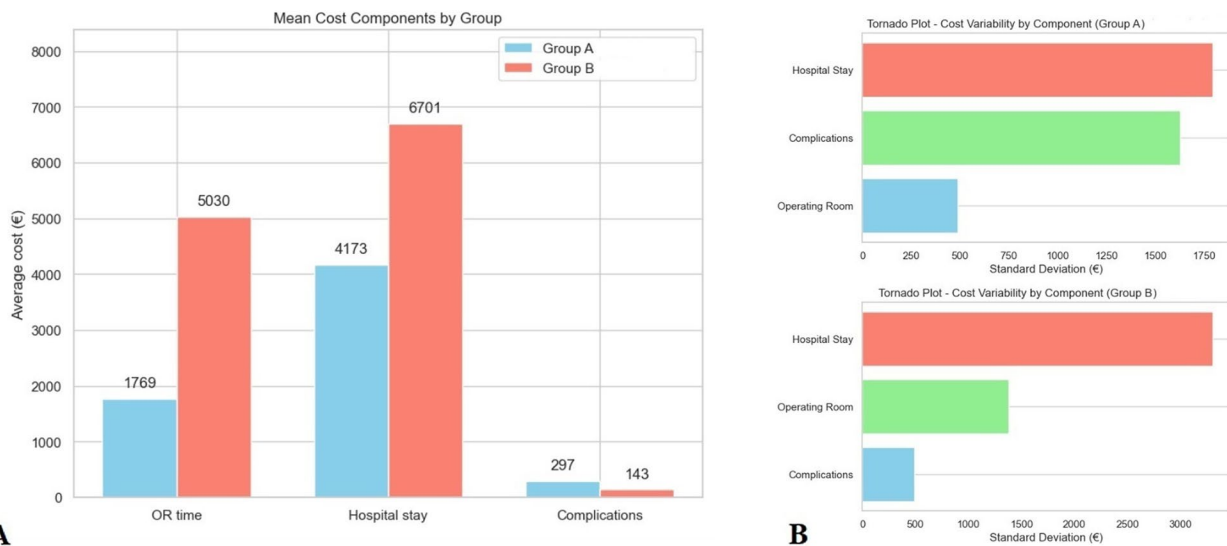 Mean Cost Components by Group
Group A
Group B
Average cost (€)
8000
7000
6000
5000
4000
3000
2000
1000
0
1769
5030
4173
6701
297
143
OR time
Hospital stay
Complications
A
Tornado Plot - Cost Variability by Component (Group A)
Hospital Stay
Complications
Operating Room
0 250 500 750 1000 1250 1500 1750
Standard Deviation (€)
Tornado Plot - Cost Variability by Component (Group B)
Hospital Stay
Operating Room
Complications
0 500 1000 1500 2000 2500 3000
Standard Deviation (€)
B